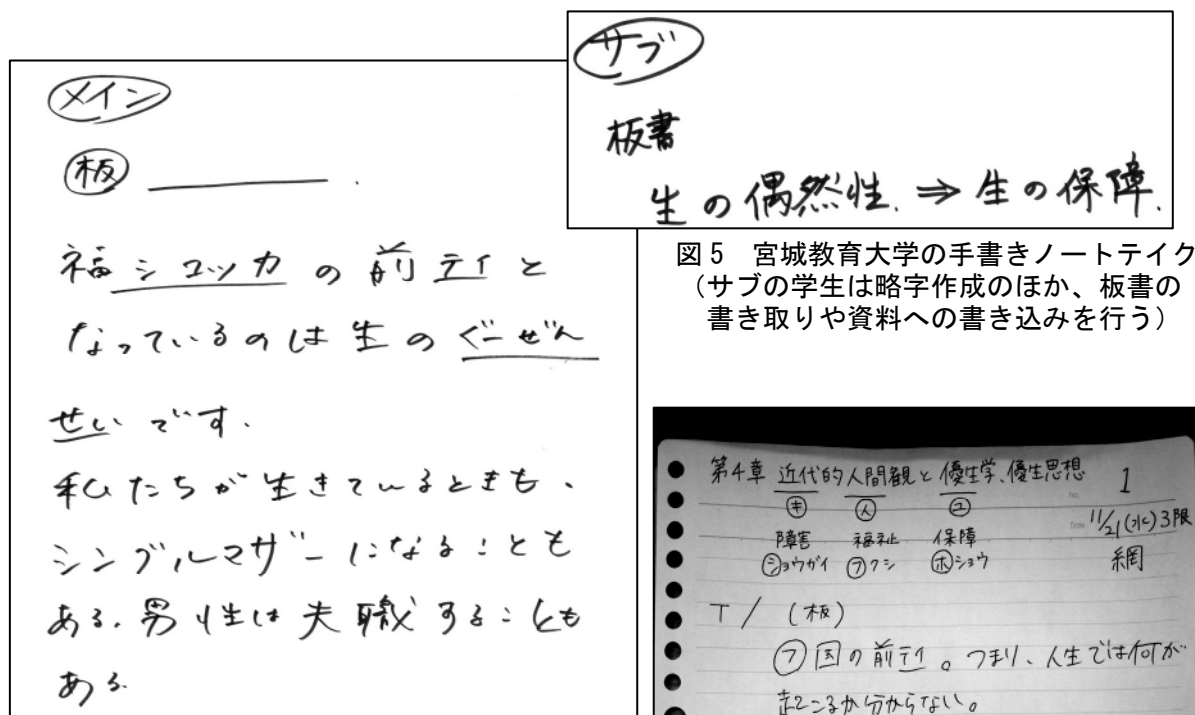 メイン
板 ______.
福シコッカの前テイと
なっているのは生のぐーぜん
せいです.
私たちが生きているときも、
シングルマザーになることも
ある.男性は失職することも
ある.
サブ
板書
生の偶然性.⇒生の保障.
図5 宮城教育大学の手書きノートテイク
(サブの学生は略字作成のほか、板書の
書き取りや資料への書き込みを行う)
第4章 近代的人間観と優生学、優生思想 1
キ 人 ユ
No.
Date 11/21(水)3限
障害 福祉 保障 網
ショウガイ フクシ ホショウ
T/ (板)
フ国の前テイ。つまり、人生では何が
起こるか分からない。